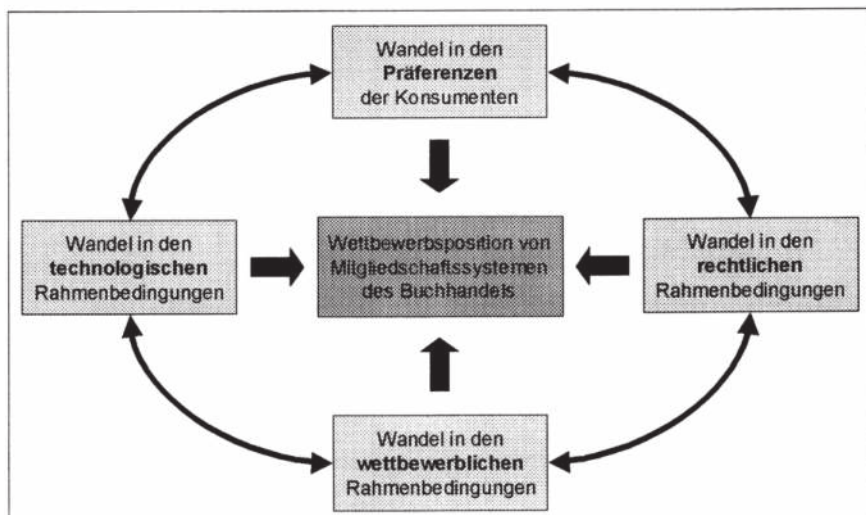 Wandel in den
Präferenzen
der Konsumenten
Wandel in den
technologischen
Rahmenbedingungen
Wettbewerbsposition von
Mitgliedschaftssystemen
des Buchhandels
Wandel in den
rechtlichen
Rahmenbedingungen
Wandel in den
wettbewerblichen
Rahmenbedingungen